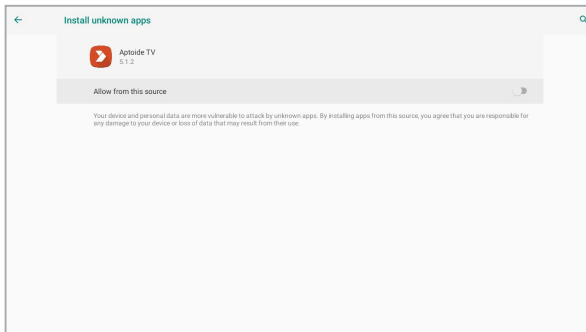 Install unknown apps
Aptoide TV
5.1.2
Allow from this source
Your device and personal data are more vulnerable to attack by unknown apps. By installing apps from this source, you agree that you are responsible for
any damage to your device or loss of data that may result from their use.